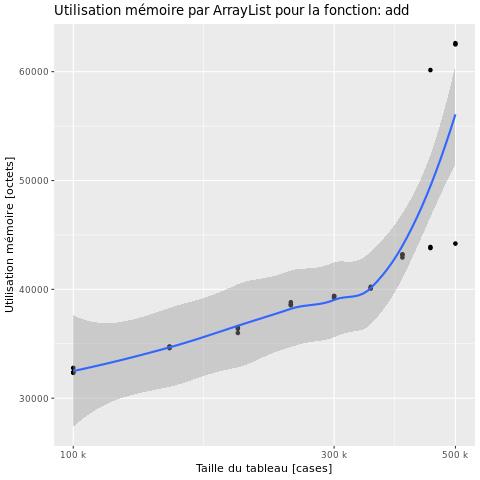 Utilisation mémoire par ArrayList pour la fonction: add
Utilisation mémoire [octets]
60000
50000
40000
30000
100 k
300 k
500 k
Taille du tableau [cases]